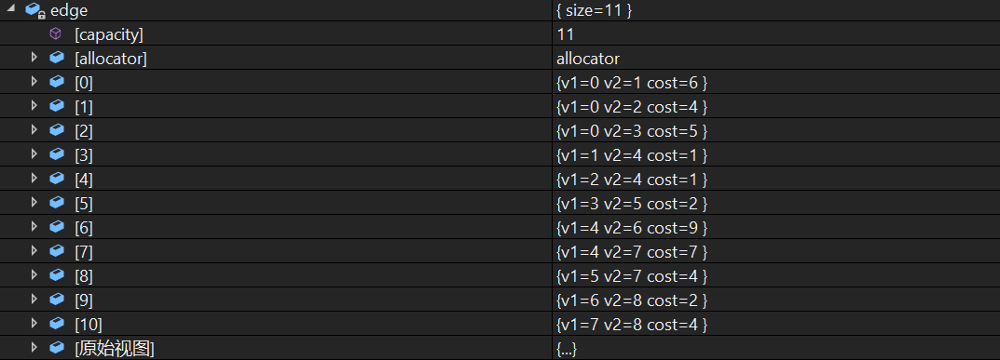 edge { size=11 }
[capacity] 11
[allocator] allocator
[0] {v1=0 v2=1 cost=6 }
[1] {v1=0 v2=2 cost=4 }
[2] {v1=0 v2=3 cost=5 }
[3] {v1=1 v2=4 cost=1 }
[4] {v1=2 v2=4 cost=1 }
[5] {v1=3 v2=5 cost=2 }
[6] {v1=4 v2=6 cost=9 }
[7] {v1=4 v2=7 cost=7 }
[8] {v1=5 v2=7 cost=4 }
[9] {v1=6 v2=8 cost=2 }
[10] {v1=7 v2=8 cost=4 }
[原始视图] {...}